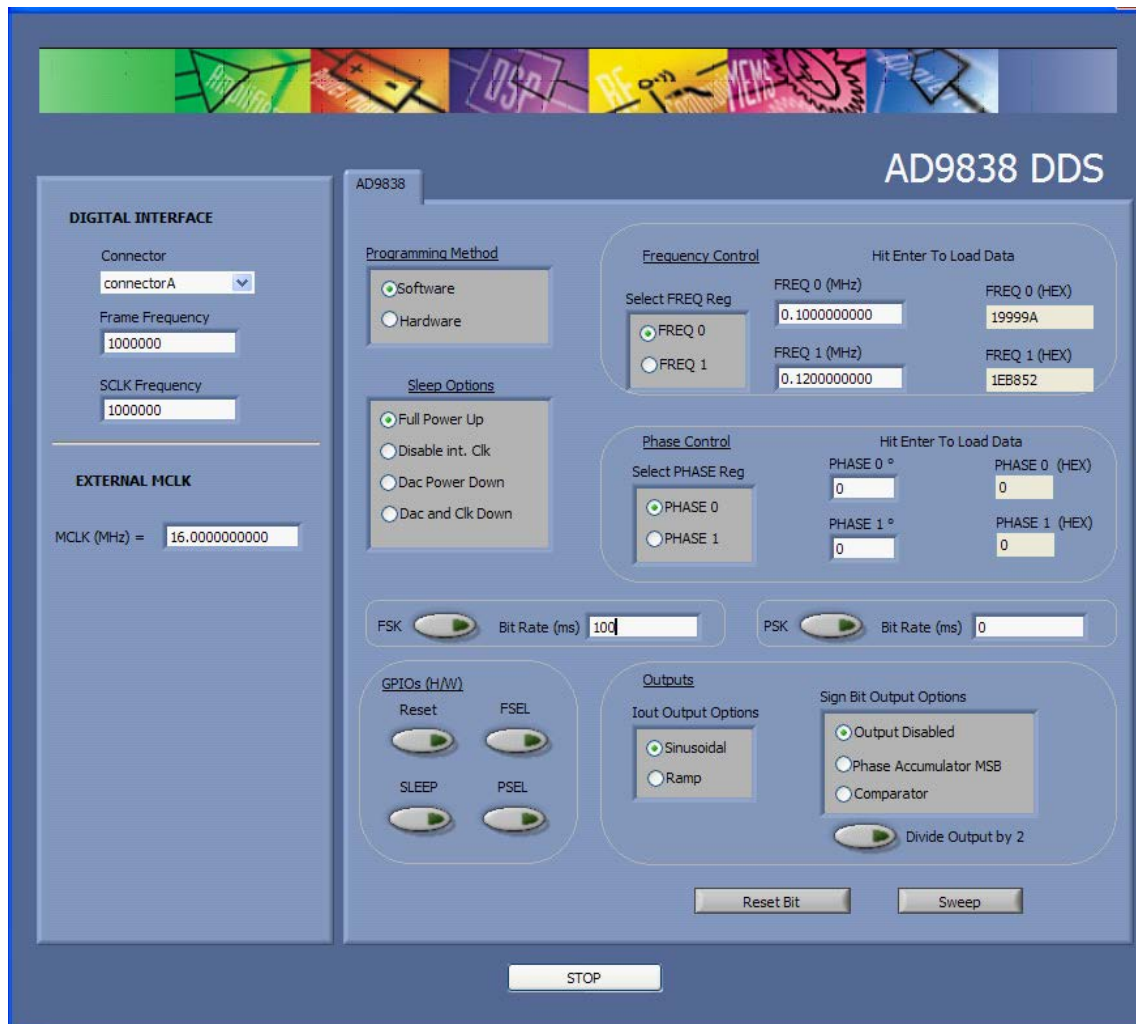 Amplifier
Power
DSP
RF
MEMS
AD9838 DDS
DIGITAL INTERFACE
Connector
connectorA
Frame Frequency
1000000
SCLK Frequency
1000000
EXTERNAL MCLK
MCLK (MHz) = 16.0000000000
AD9838
Programming Method
Software
Hardware
Sleep Options
Full Power Up
Disable int. Clk
Dac Power Down
Dac and Clk Down
Frequency Control
Hit Enter To Load Data
Select FREQ Reg
FREQ 0
FREQ 1
FREQ 0 (MHz)
0.1000000000
FREQ 0 (HEX)
19999A
FREQ 1 (MHz)
0.1200000000
FREQ 1 (HEX)
1EB852
Phase Control
Hit Enter To Load Data
Select PHASE Reg
PHASE 0
PHASE 1
PHASE 0 °
0
PHASE 0 (HEX)
0
PHASE 1 °
0
PHASE 1 (HEX)
0
FSK Bit Rate (ms) 100
PSK Bit Rate (ms) 0
GPIOs (H/W)
Reset FSEL
SLEEP PSEL
Outputs
Iout Output Options
Sinusoidal
Ramp
Sign Bit Output Options
Output Disabled
Phase Accumulator MSB
Comparator
Divide Output by 2
Reset Bit
Sweep
STOP